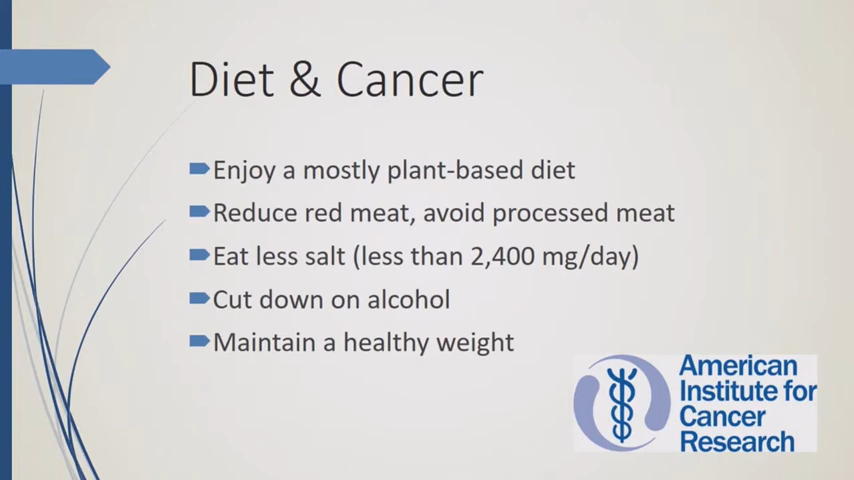 Diet & Cancer
Enjoy a mostly plant-based diet
Reduce red meat, avoid processed meat
Eat less salt (less than 2,400 mg/day)
Cut down on alcohol
Maintain a healthy weight
American
Institute for
Cancer
Research